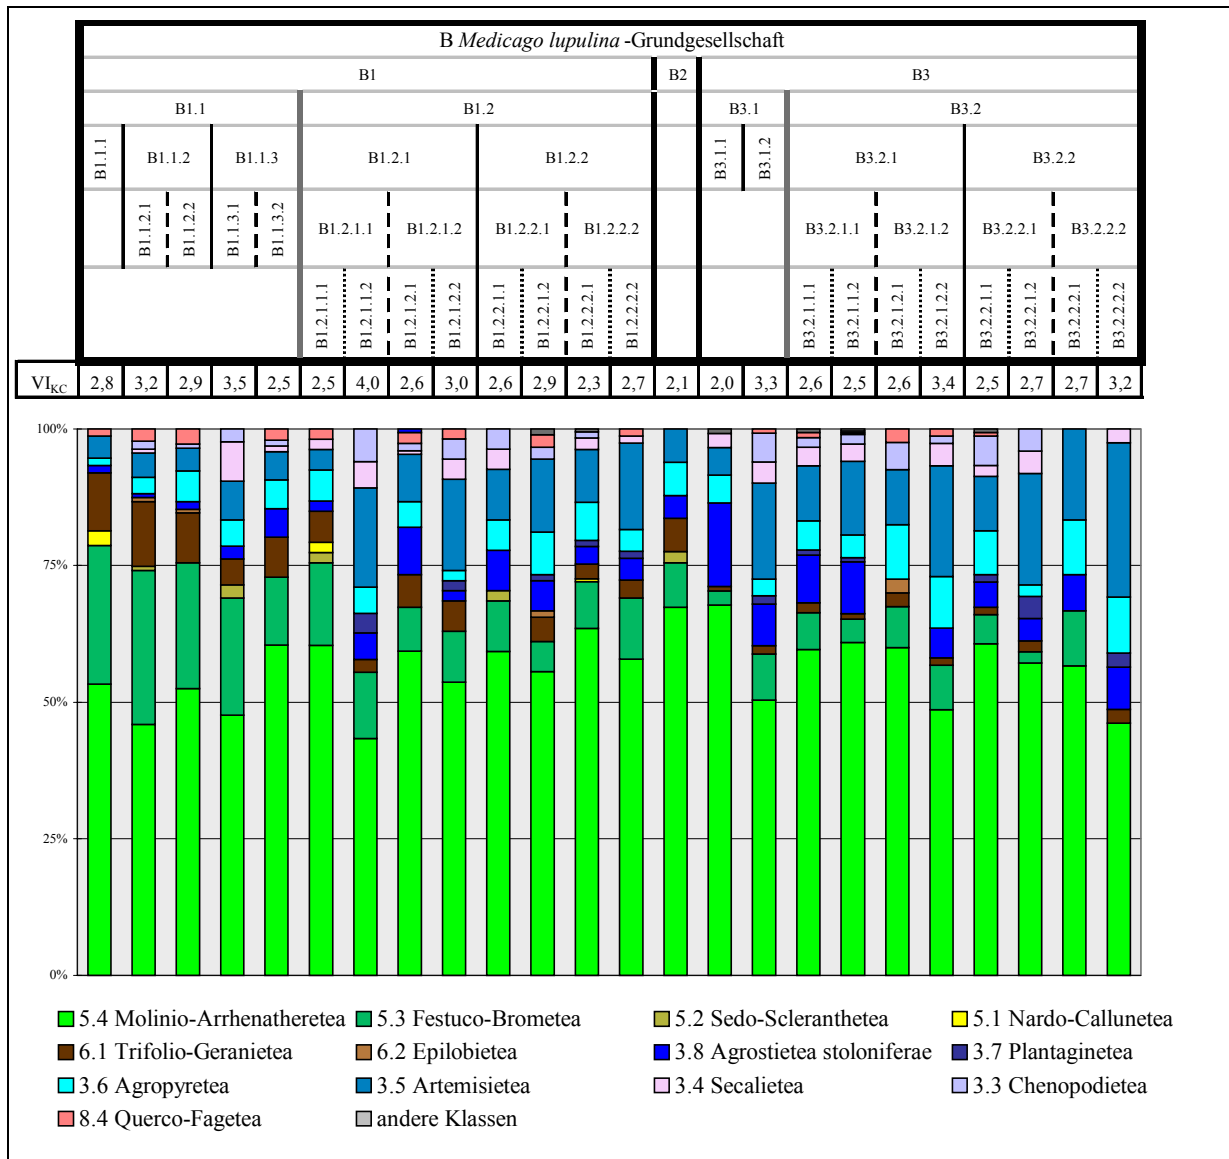 B Medicago lupulina -Grundgesellschaft
B1 B2 B3
B1.1 B1.2 B3.1 B3.2
B1.1.1 B1.1.2 B1.1.3 B1.2.1 B1.2.2 B3.1.1 B3.1.2 B3.2.1 B3.2.2
B1.1.2.1 B1.1.2.2 B1.1.3.1 B1.1.3.2 B1.2.1.1 B1.2.1.2 B1.2.2.1 B1.2.2.2 B3.2.1.1 B3.2.1.2 B3.2.2.1 B3.2.2.2
B1.2.1.1.1 B1.2.1.1.2 B1.2.1.2.1 B1.2.1.2.2 B1.2.2.1.1 B1.2.2.1.2 B1.2.2.2.1 B1.2.2.2.2 B3.2.1.1.1 B3.2.1.1.2 B3.2.1.2.1 B3.2.1.2.2 B3.2.2.1.1 B3.2.2.1.2 B3.2.2.2.1 B3.2.2.2.2
VI KC 2,8 3,2 2,9 3,5 2,5 2,5 4,0 2,6 3,0 2,6 2,9 2,3 2,7 2,1 2,0 3,3 2,6 2,5 2,6 3,4 2,5 2,7 2,7 3,2
100%
75%
50%
25%
0%
5.4 Molinio-Arrhenatheretea 5.3 Festuco-Brometea 5.2 Sedo-Scleranthetea 5.1 Nardo-Callunetea
6.1 Trifolio-Geranietea 6.2 Epilobietea 3.8 Agrostietea stoloniferae 3.7 Plantaginetea
3.6 Agropyretea 3.5 Artemisietea 3.4 Secalietea 3.3 Chenopodietea
8.4 Querco-Fagetea andere Klassen